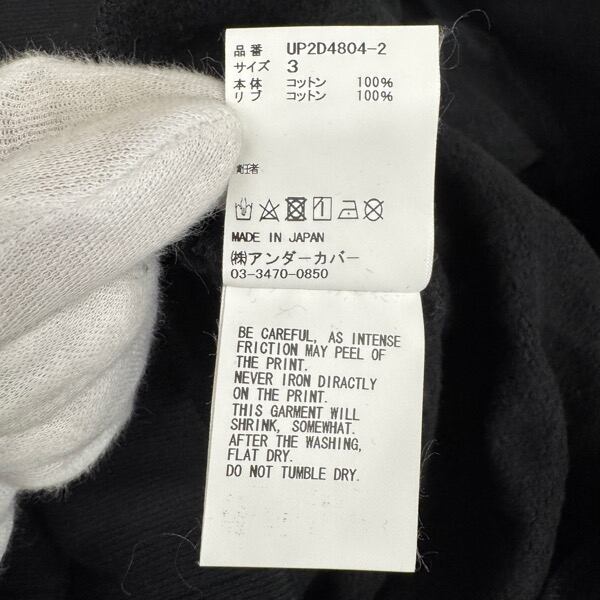 品番 UP2D4804-2
サイズ 3
本体 コットン 100%
リブ コットン 100%
責任者
MADE IN JAPAN
㈱アンダーカバー
03-3470-0850
BE CAREFUL, AS INTENSE
FRICTION MAY PEEL OF
THE PRINT.
NEVER IRON DIRACTLY
ON THE PRINT.
THIS GARMENT WILL
SHRINK, SOMEWHAT.
AFTER THE WASHING,
FLAT DRY.
DO NOT TUMBLE DRY.